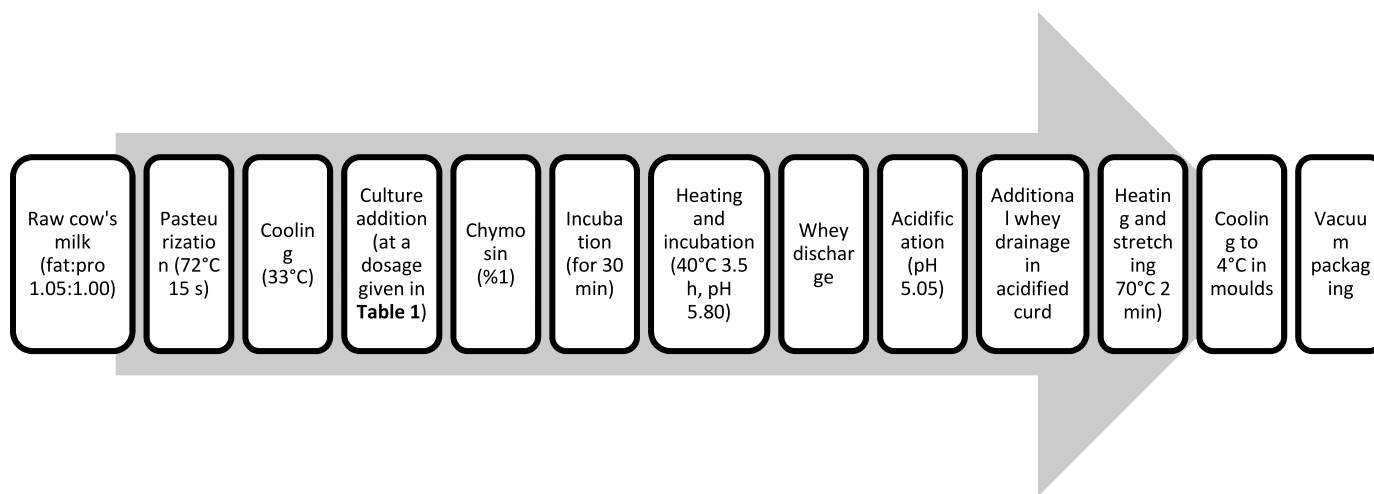 Raw cow's
milk
(fat:pro
1.05:1.00)
Pasteu
rizatio
n (72°C
15 s)
Coolin
g
(33°C)
Culture
addition
(at a
dosage
given in
Table 1)
Chymo
sin
(%1)
Incuba
tion
(for 30
min)
Heating
and
incubation
(40°C 3.5
h, pH
5.80)
Whey
dischar
ge
Acidific
ation
(pH
5.05)
Additiona
l whey
drainage
in
acidified
curd
Heatin
g and
stretch
ing
70°C 2
min)
Coolin
g to
4°C in
moulds
Vacuu
m
packag
ing